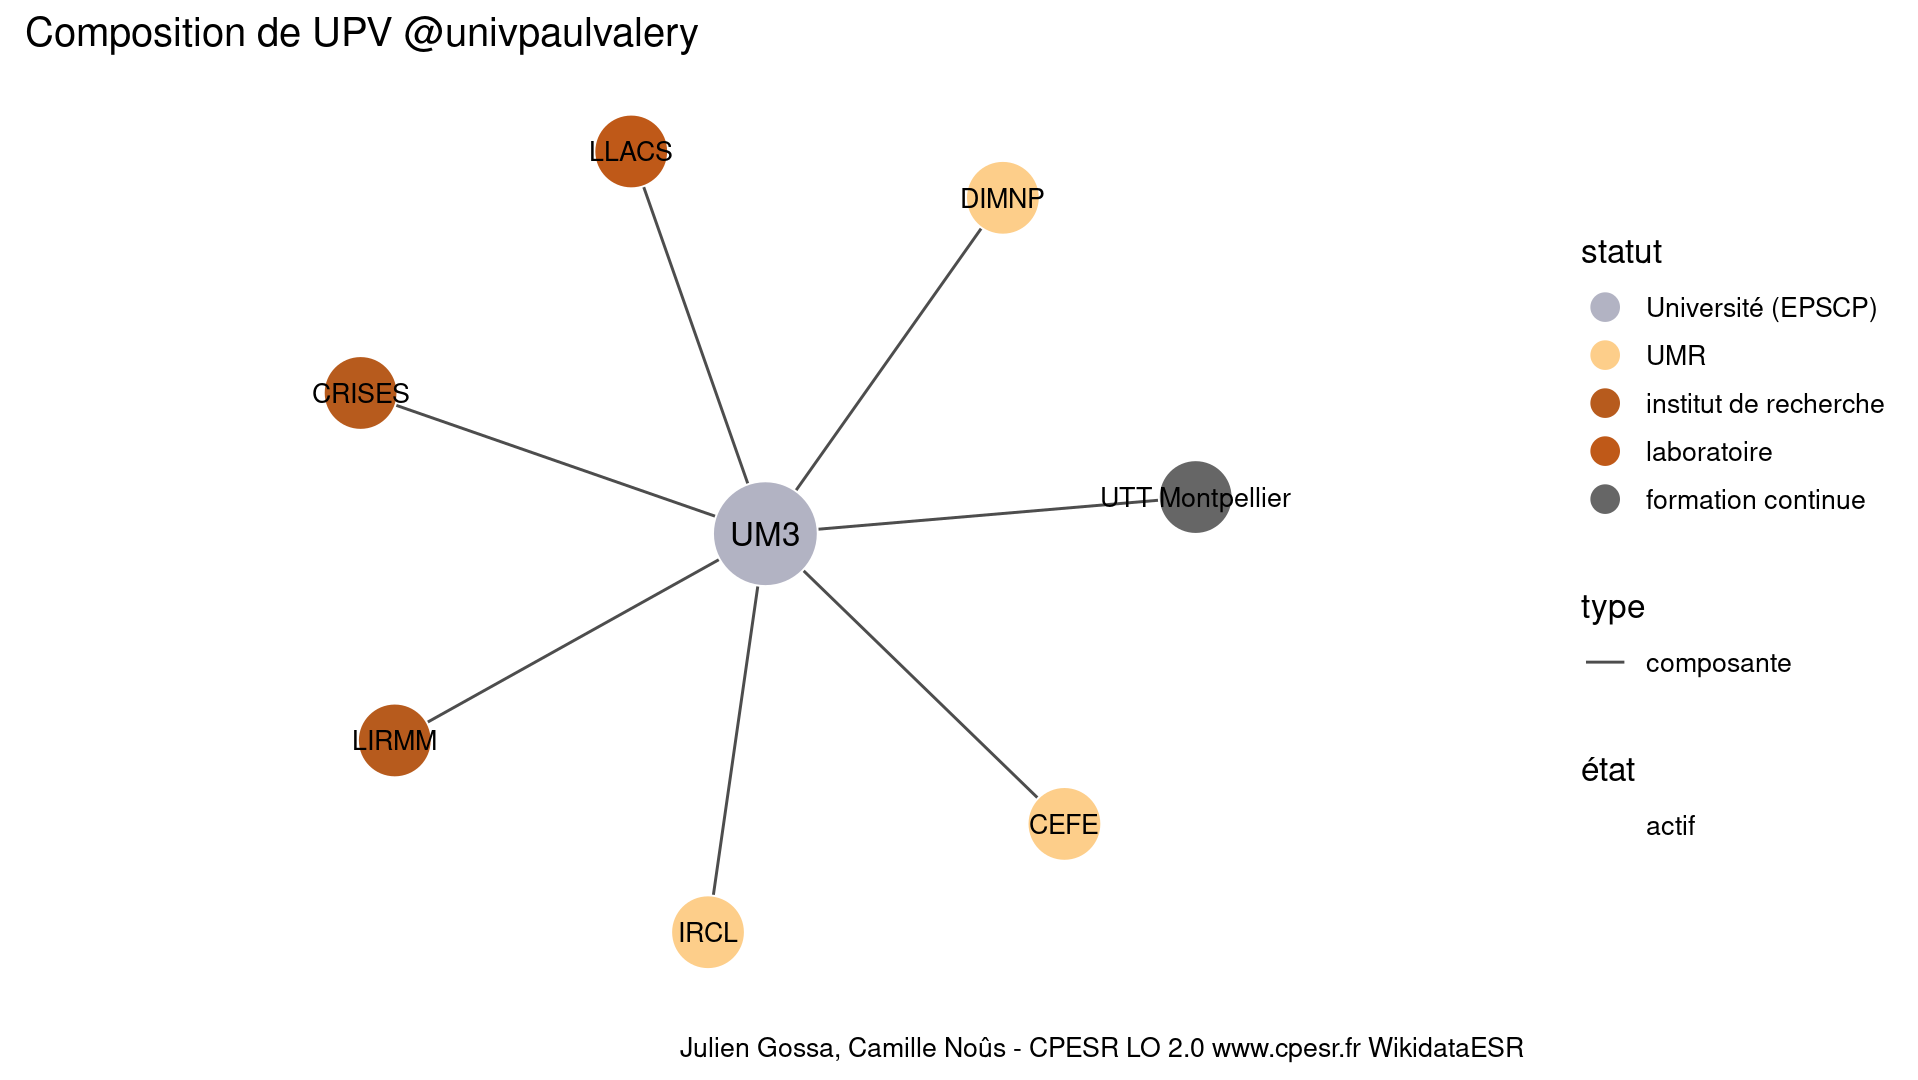 Composition de UPV @univpaulvalery
LLACS
DIMNP
CRISES
UTT Montpellier
UM3
LIRMM
CEFE
IRCL
statut
Université (EPSCP)
UMR
institut de recherche
laboratoire
formation continue
type
composante
état
actif
Julien Gossa, Camille Noûs - CPESR LO 2.0 www.cpesr.fr WikidataESR